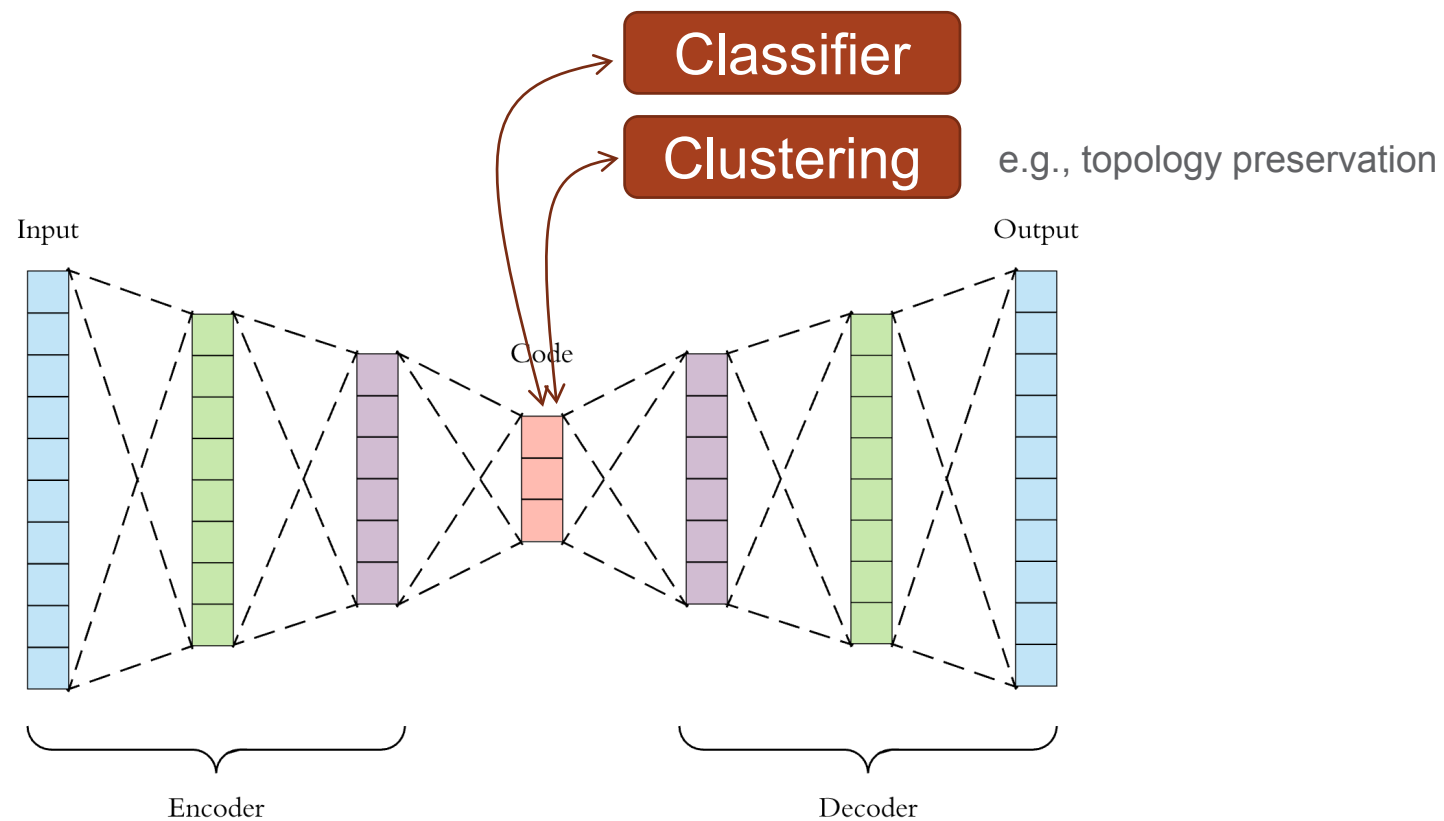 Classifier
Clustering
e.g., topology preservation
Input
Output
Code
Encoder
Decoder